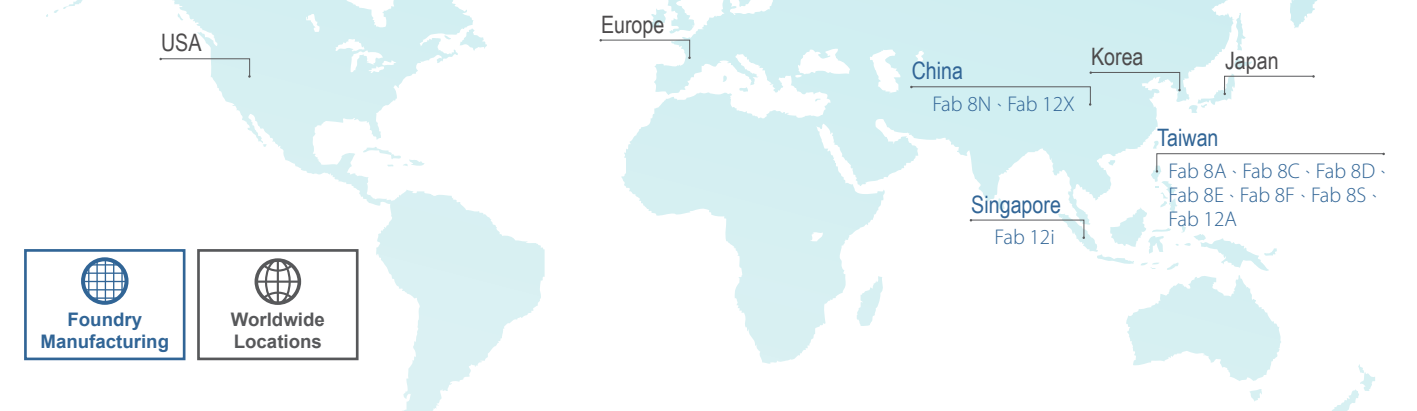 USA
Europe
China
Fab 8N、Fab 12X
Korea
Japan
Taiwan
Fab 8A、Fab 8C、Fab 8D、
Fab 8E、Fab 8F、Fab 8S、
Fab 12A
Singapore
Fab 12i
Foundry
Manufacturing
Worldwide
Locations